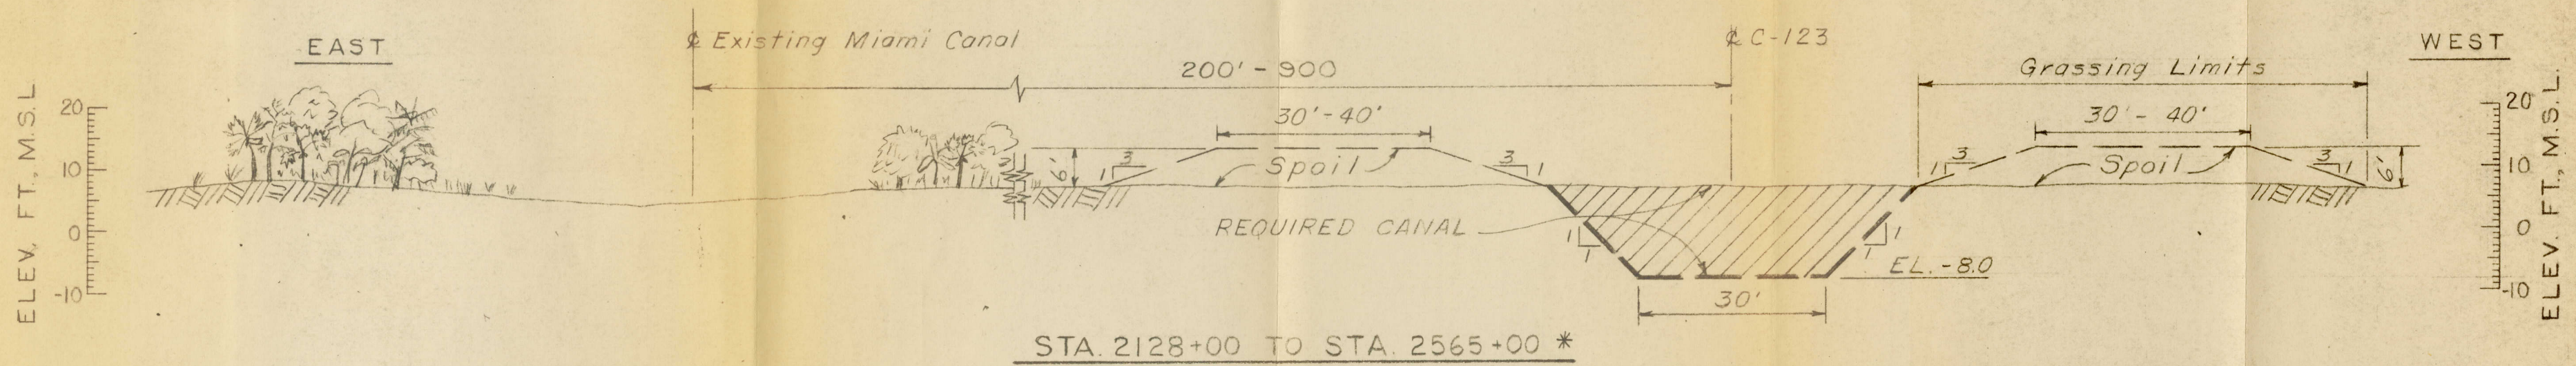 EAST
℄ Existing Miami Canal
℄ C-123
WEST
200' - 900
Grassing Limits
30' - 40'
30' - 40'
ELEV. FT., M.S.L
20
10
0
-10
6'
1
3
Spoil
3
1
1
3
Spoil
3
1
6'
20
10
0
-10
ELEV. FT., M.S.L.
REQUIRED CANAL
1
1
1
1
EL. -8.0
30'
STA. 2128+00 TO STA. 2565+00 *